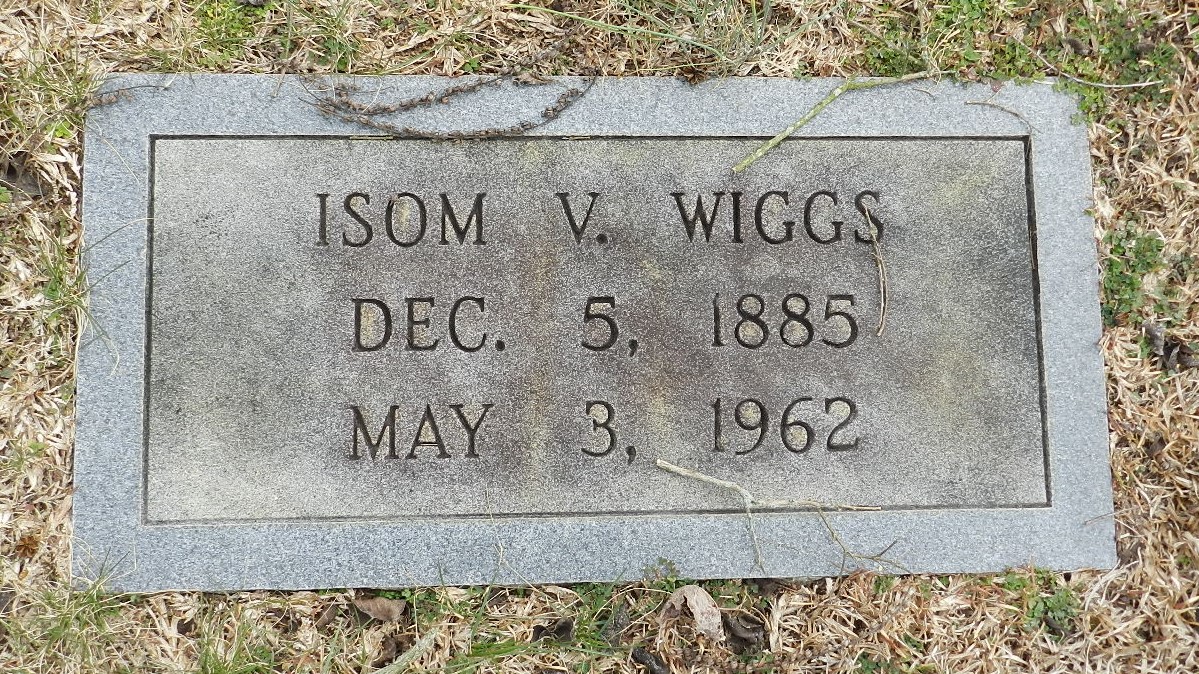 ISOM V. WIGGS
DEC. 5, 1885
MAY 3, 1962